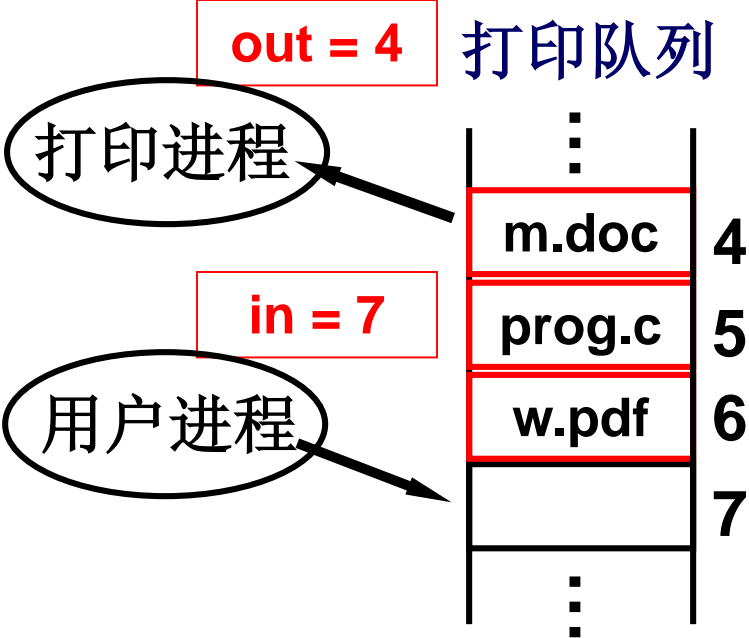 out = 4
打印队列
打印进程
m.doc
4
in = 7
prog.c
5
用户进程
w.pdf
6
7